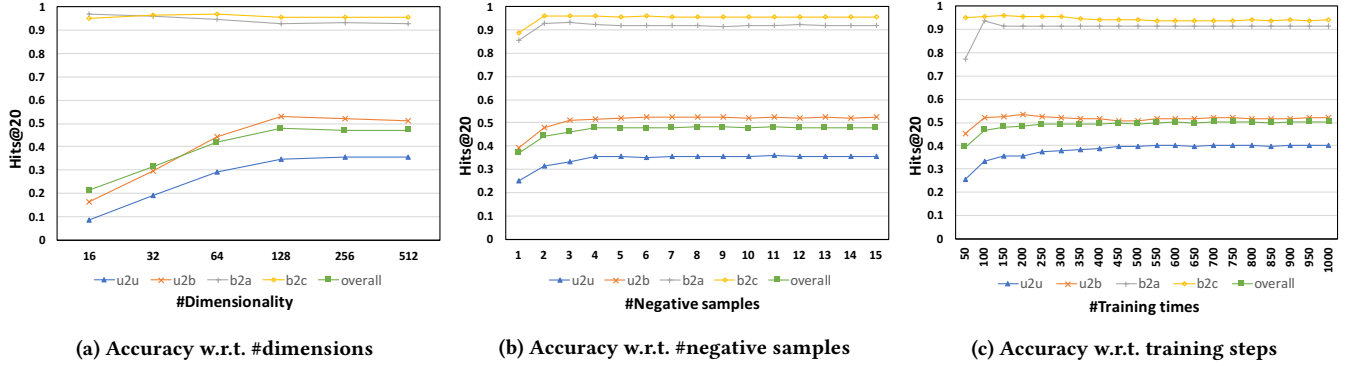 1
0.9
0.8
0.7
0.6
0.5
0.4
0.3
0.2
0.1
0
Hits@20
16 32 64 128 256 512
u2u u2b b2a b2c overall
#Dimensionality
(a) Accuracy w.r.t. #dimensions
1
0.9
0.8
0.7
0.6
0.5
0.4
0.3
0.2
0.1
0
Hits@20
1 2 3 4 5 6 7 8 9 10 11 12 13 14 15
u2u u2b b2a b2c overall
#Negative samples
(b) Accuracy w.r.t. #negative samples
1
0.9
0.8
0.7
0.6
0.5
0.4
0.3
0.2
0.1
0
Hits@20
50 100 150 200 250 300 350 400 450 500 550 600 650 700 750 800 850 900 950 1000
u2u u2b b2a b2c overall
#Training times
(c) Accuracy w.r.t. training steps